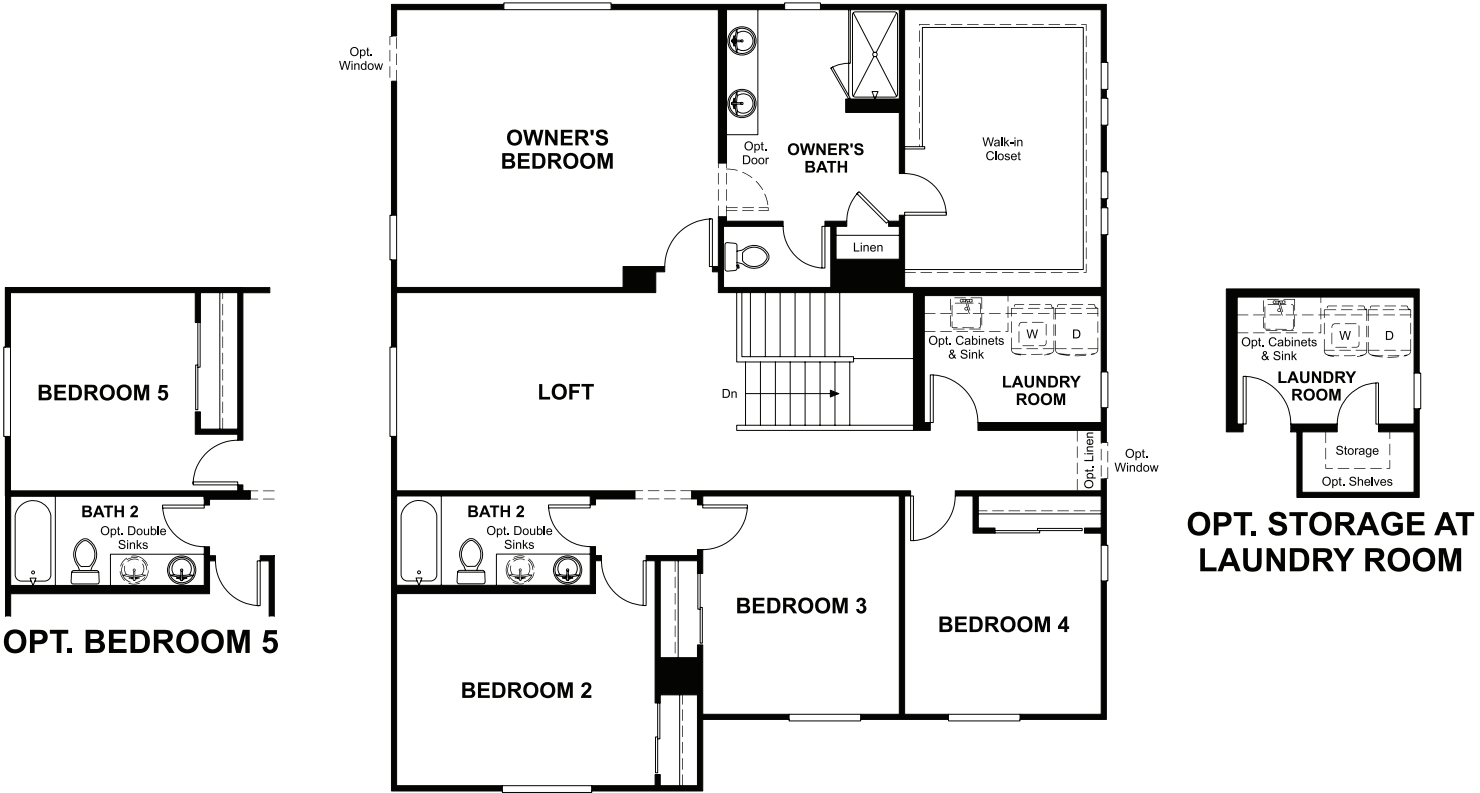 Opt.
Window
OWNER'S
BEDROOM
Opt.
Door
OWNER'S
BATH
Walk-in
Closet
Linen
BEDROOM 5
BATH 2
Opt. Double
Sinks
OPT. BEDROOM 5
LOFT
Dn
Opt. Cabinets
& Sink
W
D
LAUNDRY
ROOM
Opt. Linen
Opt.
Window
BATH 2
Opt. Double
Sinks
BEDROOM 2
BEDROOM 3
BEDROOM 4
Opt. Cabinets
& Sink
W
D
LAUNDRY
ROOM
Storage
Opt. Shelves
OPT. STORAGE AT
LAUNDRY ROOM